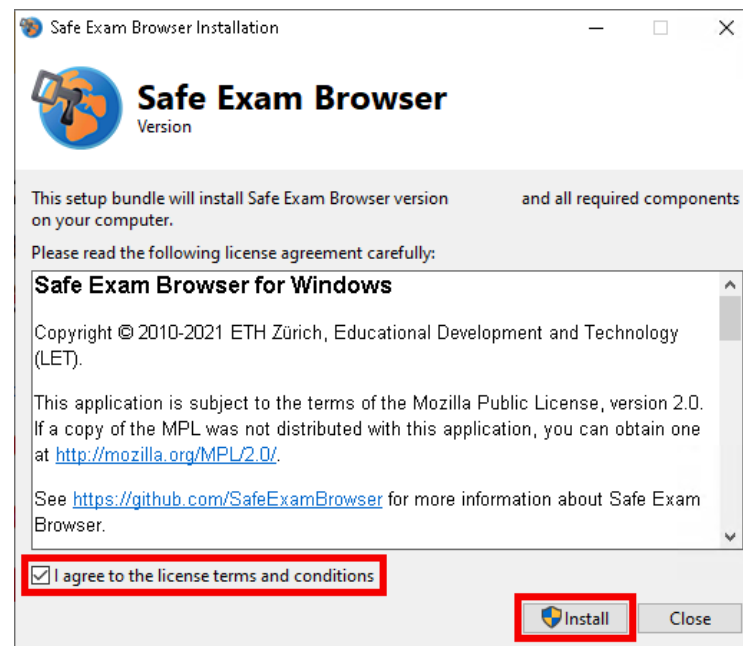 Safe Exam Browser Installation
Safe Exam Browser
Version
This setup bundle will install Safe Exam Browser version and all required components
on your computer.
Please read the following license agreement carefully:
Safe Exam Browser for Windows
Copyright © 2010-2021 ETH Zürich, Educational Development and Technology
(LET).
This application is subject to the terms of the Mozilla Public License, version 2.0.
If a copy of the MPL was not distributed with this application, you can obtain one
at http://mozilla.org/MPL/2.0/.
See https://github.com/SafeExamBrowser for more information about Safe Exam
Browser.
I agree to the license terms and conditions
Install Close